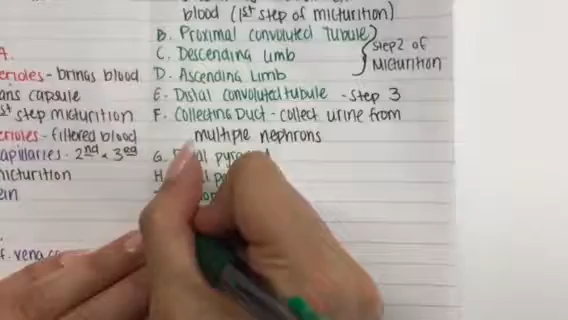 blood (1st step of micturition)
B. Proximal convoluted Tubule
C. Descending limb
D. Ascending Limb
step 2 of
Micturition
E. Distal convoluted tubule - Step 3
F. Collecting Duct - collect urine from
multiple nephrons
G.
H.
A.
erioles - brings blood
ans capsule
st step micturition
erioles - filtered blood
apillaries - 2nd & 3rd
micturition
ein
f. vena